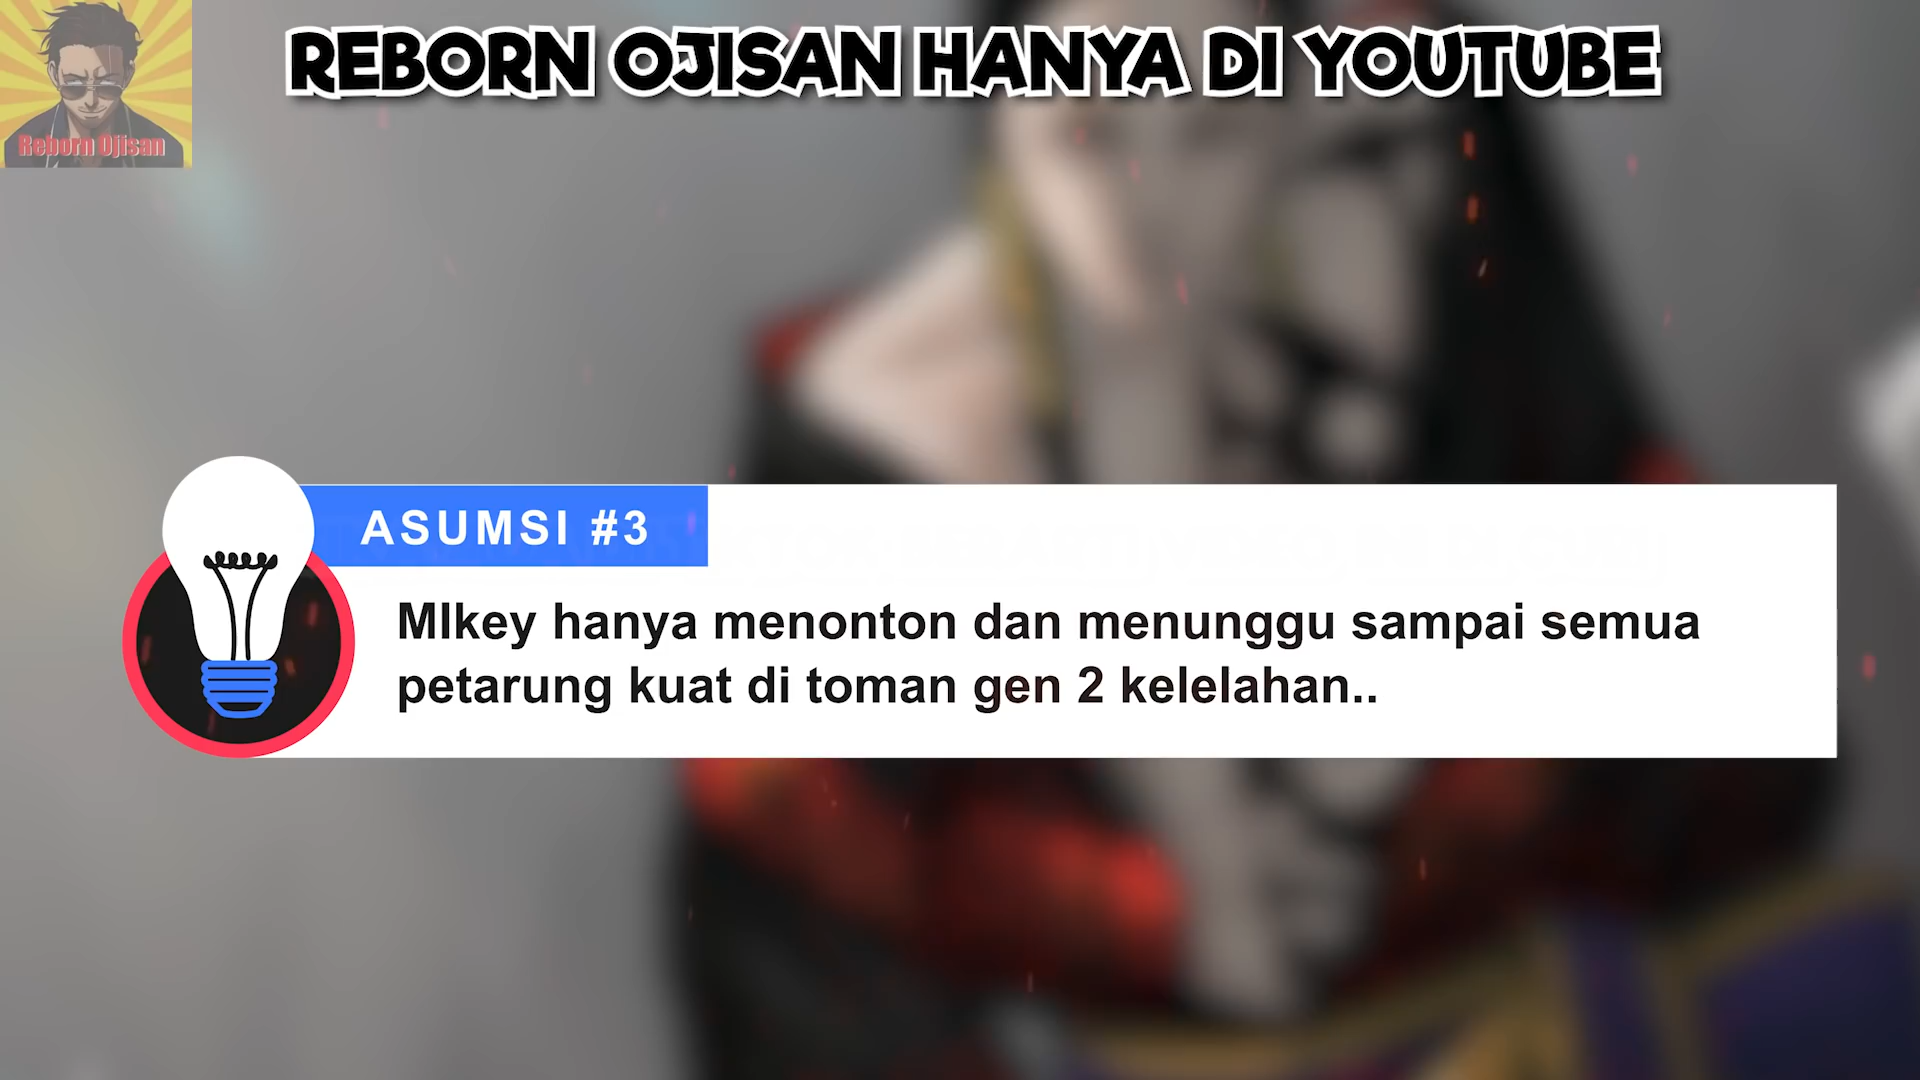 REBORN OJISAN HANYA DI YOUTUBE
Reborn Ojisan
ASUMSI #3
MIkey hanya menonton dan menunggu sampai semua
petarung kuat di toman gen 2 kelelahan..